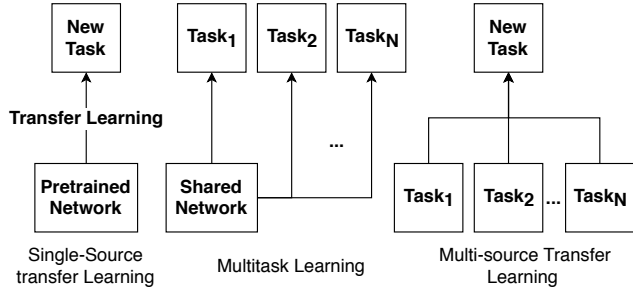 New
Task
Transfer Learning
Pretrained
Network
Single-Source
transfer Learning
Task1
Task2
TaskN
...
Shared
Network
Multitask Learning
New
Task
Task1
Task2
...
TaskN
Multi-source Transfer
Learning